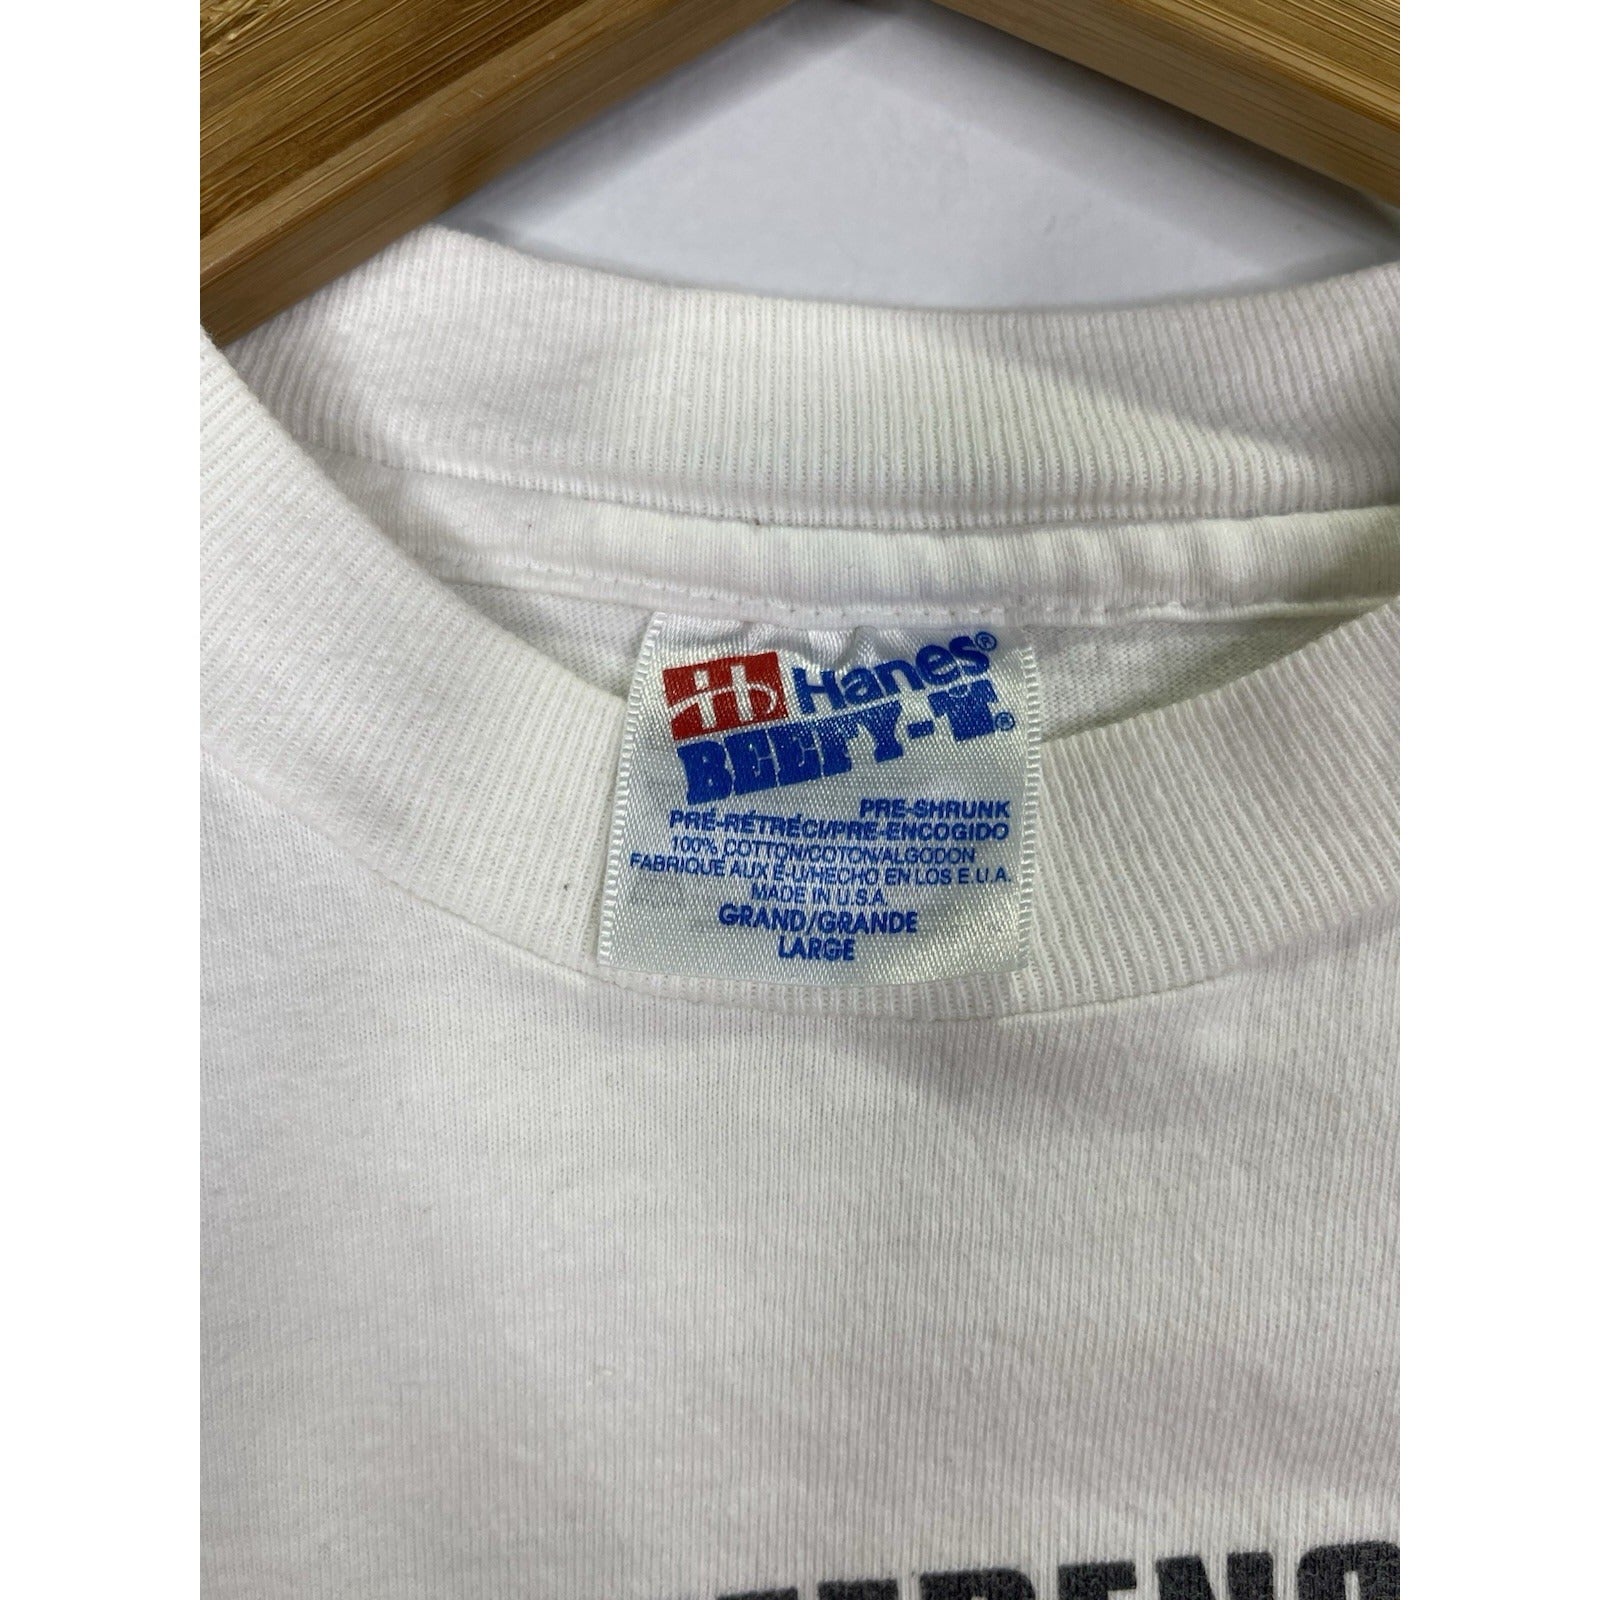 Hanes®
BEEFY-T.®
PRE-SHRUNK
PRÉ-RÉTRÉCI/PRE-ENCOGIDO
100% COTTON/COTON/ALGODON
FABRIQUE AUX É-U/HECHO EN LOS E.U.A.
MADE IN U.S.A
GRAND/GRANDE
LARGE